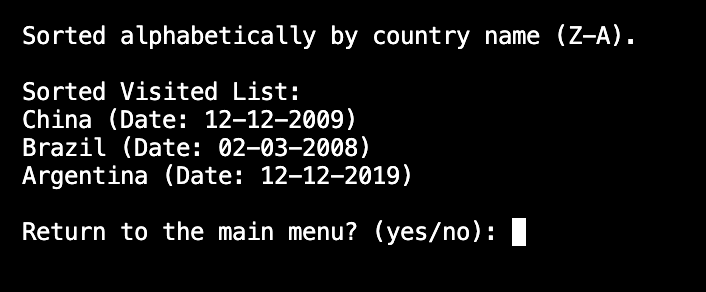 Sorted alphabetically by country name (Z-A).
Sorted Visited List:
China (Date: 12-12-2009)
Brazil (Date: 02-03-2008)
Argentina (Date: 12-12-2019)
Return to the main menu? (yes/no):